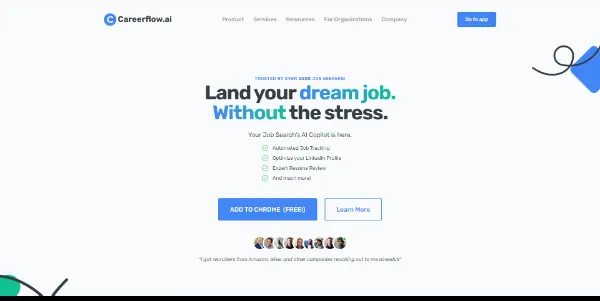 Careerflow.ai
Product Services Resources For Organizations Company
Go to app
TRUSTED BY OVER 250K JOB SEEKERS!
Land your dream job.
Without the stress.
Your Job Search's AI Copilot is here.
Automated Job Tracking
Optimize your LinkedIn Profile
Expert Resume Review
And much more!
ADD TO CHROME (FREE!) Learn More
"I got recruiters from Amazon, Wise, and other companies reaching out to me already!!"